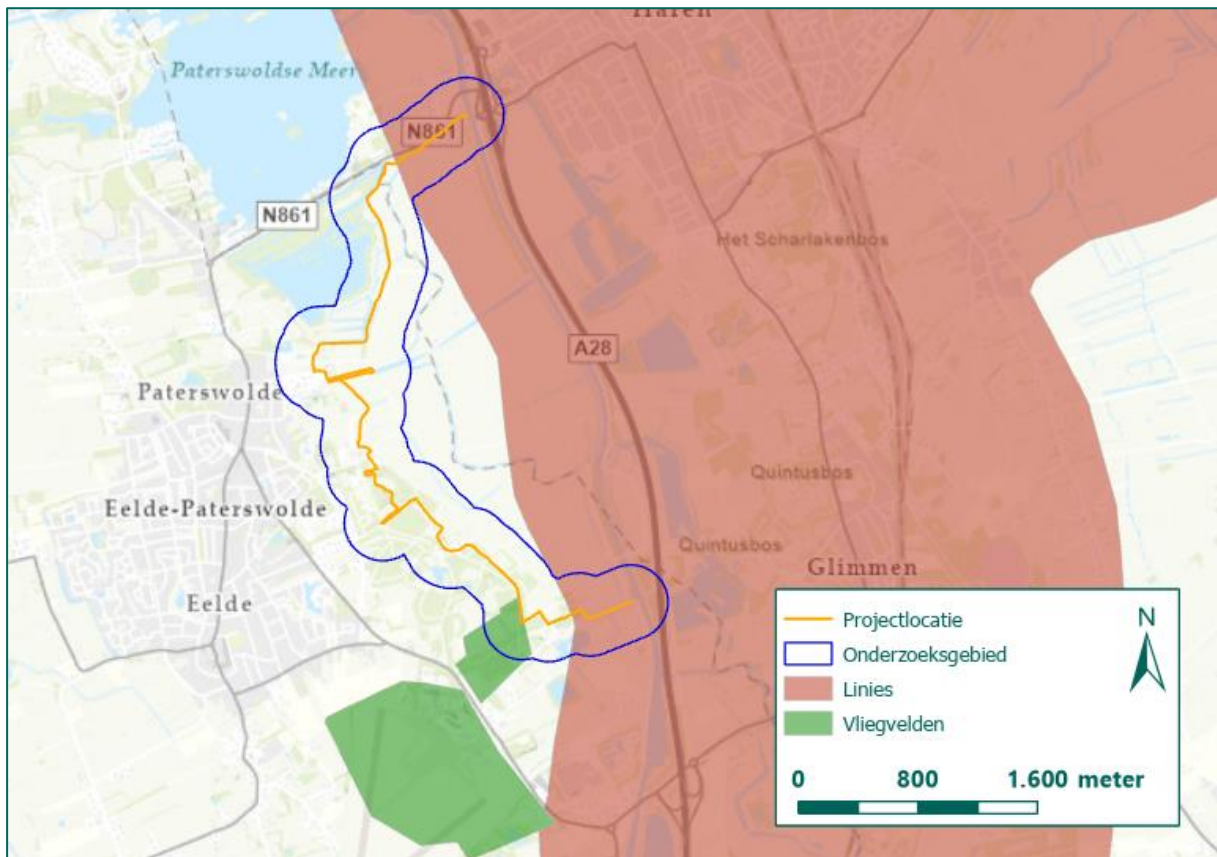 Haren
Paterswoldse Meer
N861
N861
Het Scharlakenbos
A28
Paterswolde
Quintusbos
Eelde-Paterswolde
Quintusbos
Glimmen
Eelde
Projectlocatie
Onderzoeksgebied
Linies
Vliegvelden
N
0 800 1.600 meter